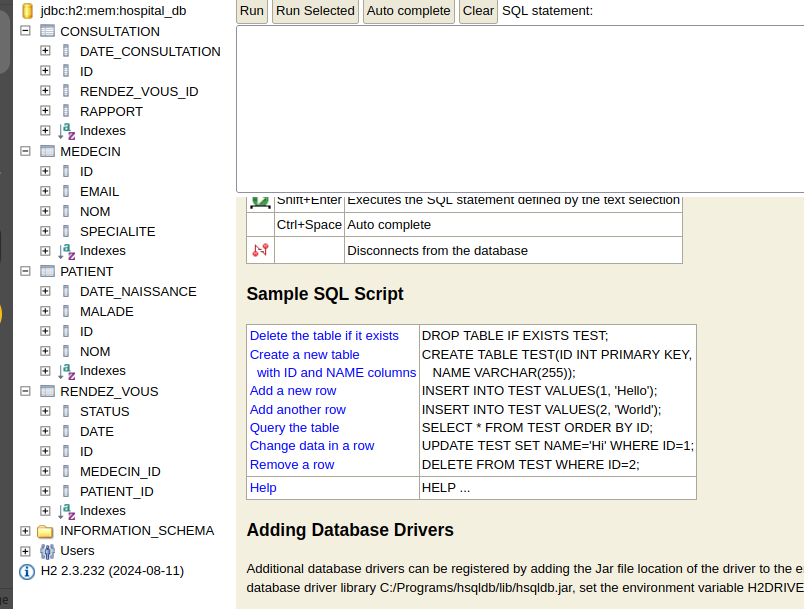 jdbc:h2:mem:hospital_db
CONSULTATION
DATE_CONSULTATION
ID
RENDEZ_VOUS_ID
RAPPORT
Indexes
MEDECIN
ID
EMAIL
NOM
SPECIALITE
Indexes
PATIENT
DATE_NAISSANCE
MALADE
ID
NOM
Indexes
RENDEZ_VOUS
STATUS
DATE
ID
MEDECIN_ID
PATIENT_ID
Indexes
INFORMATION_SCHEMA
Users
H2 2.3.232 (2024-08-11)
Run Run Selected Auto complete Clear SQL statement:
Shift+Enter Executes the SQL statement defined by the text selection
Ctrl+Space Auto complete
Disconnects from the database
Sample SQL Script
Delete the table if it exists DROP TABLE IF EXISTS TEST;
Create a new table CREATE TABLE TEST(ID INT PRIMARY KEY,
with ID and NAME columns NAME VARCHAR(255));
Add a new row INSERT INTO TEST VALUES(1, 'Hello');
Add another row INSERT INTO TEST VALUES(2, 'World');
Query the table SELECT * FROM TEST ORDER BY ID;
Change data in a row UPDATE TEST SET NAME='Hi' WHERE ID=1;
Remove a row DELETE FROM TEST WHERE ID=2;
Help HELP ...
Adding Database Drivers
Additional database drivers can be registered by adding the Jar file location of the driver to the
database driver library C:/Programs/hsqldb/lib/hsqldb.jar, set the environment variable H2DRIVE